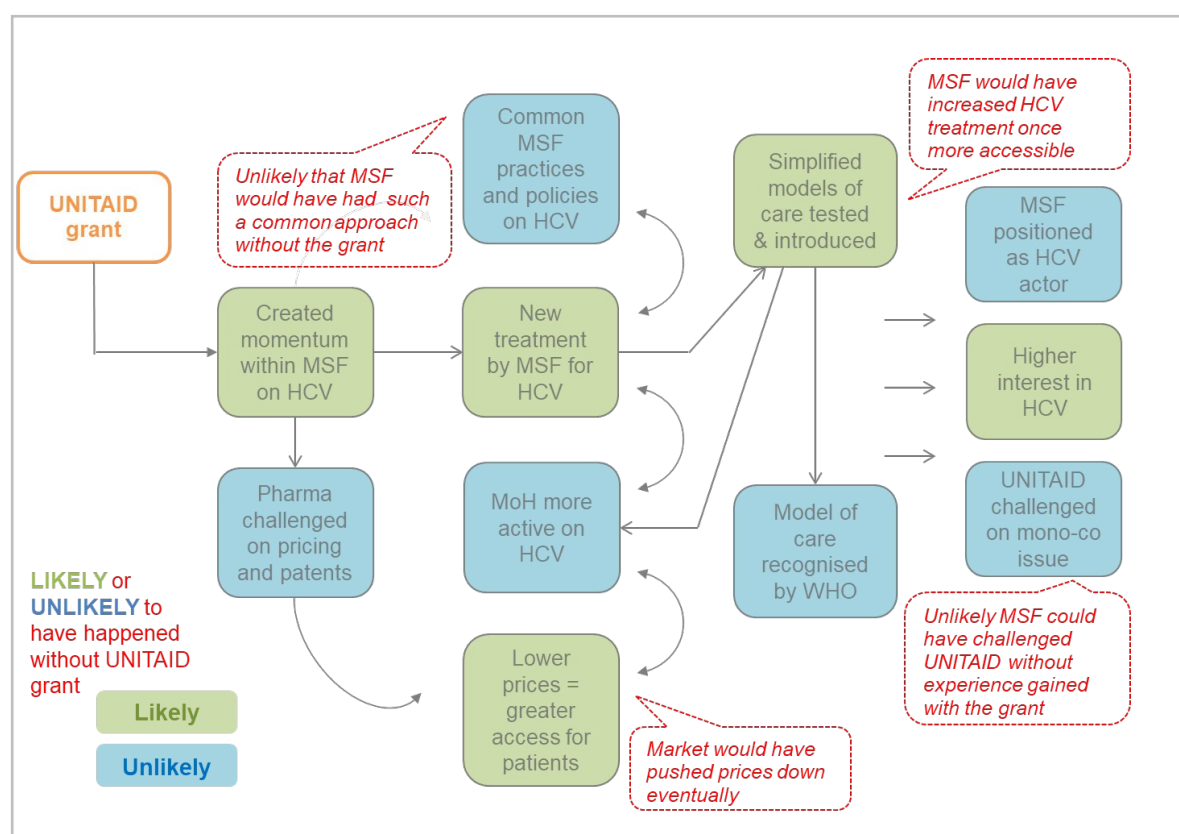 UNITAID
grant
Unlikely that MSF
would have had such
a common approach
without the grant
Common
MSF
practices and
policies on
HCV
Simplified
models of
care tested
& introduced
MSF would have
increased HCV
treatment once
more accessible
MSF
positioned
as HCV
actor
Created
momentum
within MSF
on HCV
New
treatment
by MSF for
HCV
Higher
interest in
HCV
Pharma
challenged
on pricing
and patents
MoH more
active on
HCV
Model of
care
recognised
by WHO
UNITAID
challenged
on mono-co
issue
Unlikely MSF could
have challenged
UNITAID without
experience gained
with the grant
Lower
prices =
greater
access for
patients
Market would have
pushed prices down
eventually
LIKELY or
UNLIKELY to
have happened
without UNITAID
grant
Likely
Unlikely